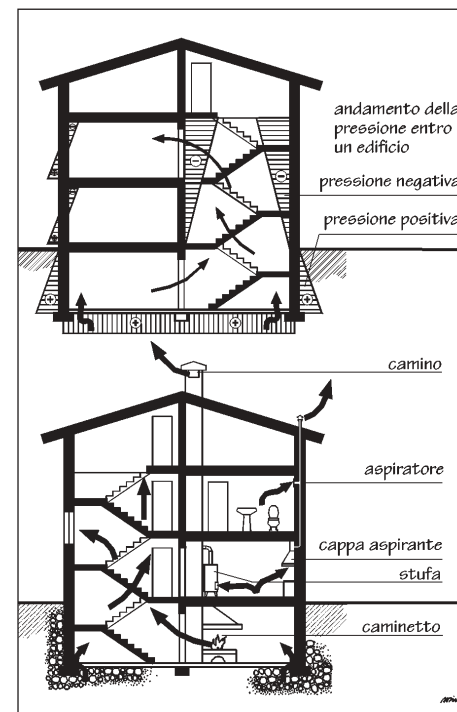 andamento della
pressione entro
un edificio
pressione negativa
pressione positiva
camino
aspiratore
cappa aspirante
stufa
caminetto